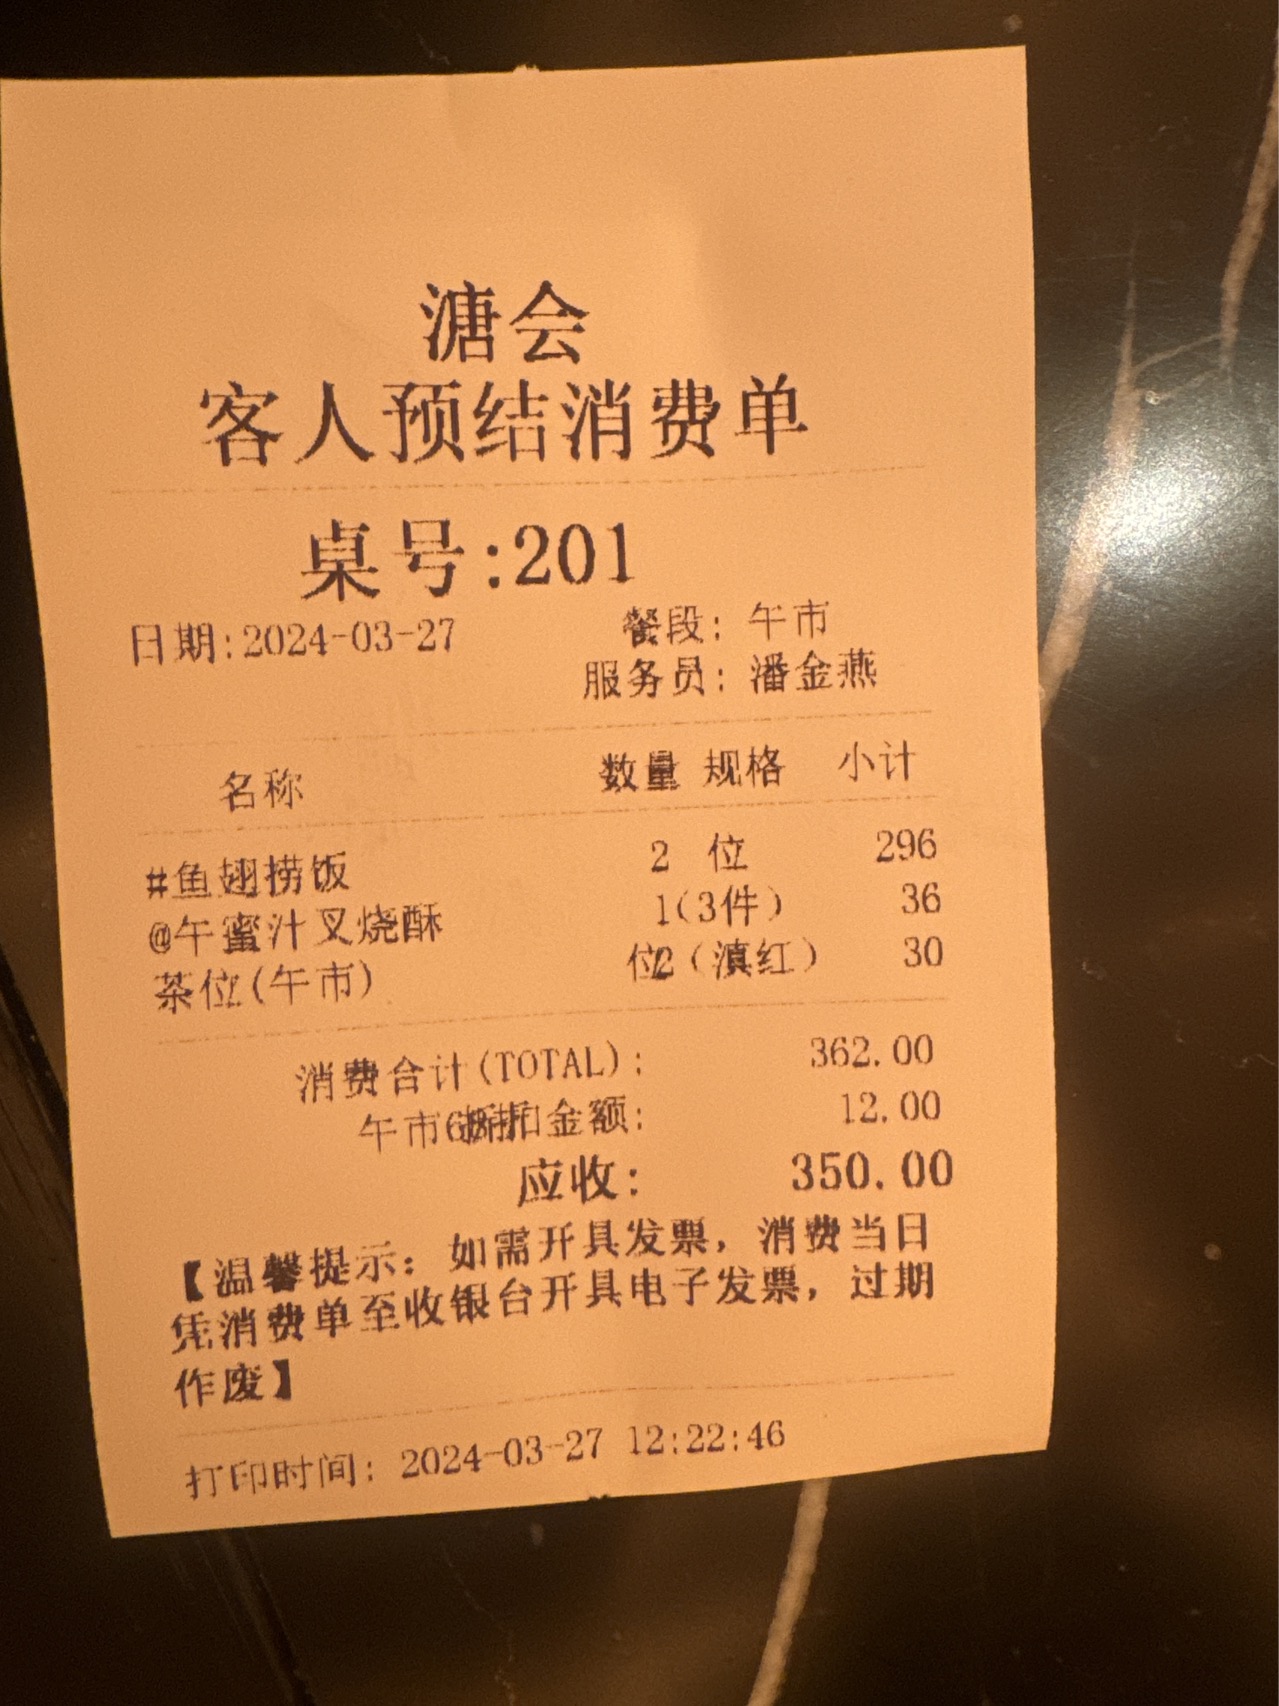 溏会
客人预结消费单
桌号:201
日期:2024-03-27 餐段: 午市
服务员: 潘金燕
名称 数量 规格 小计
#鱼翅捞饭 2 位 296
@午蜜汁叉烧酥 1(3件) 36
茶位(午市) 位2(滇红) 30
消费合计(TOTAL): 362.00
午市 金额: 12.00
应收: 350.00
【温馨提示: 如需开具发票, 消费当日
凭消费单至收银台开具电子发票, 过期
作废】
打印时间: 2024-03-27 12:22:46